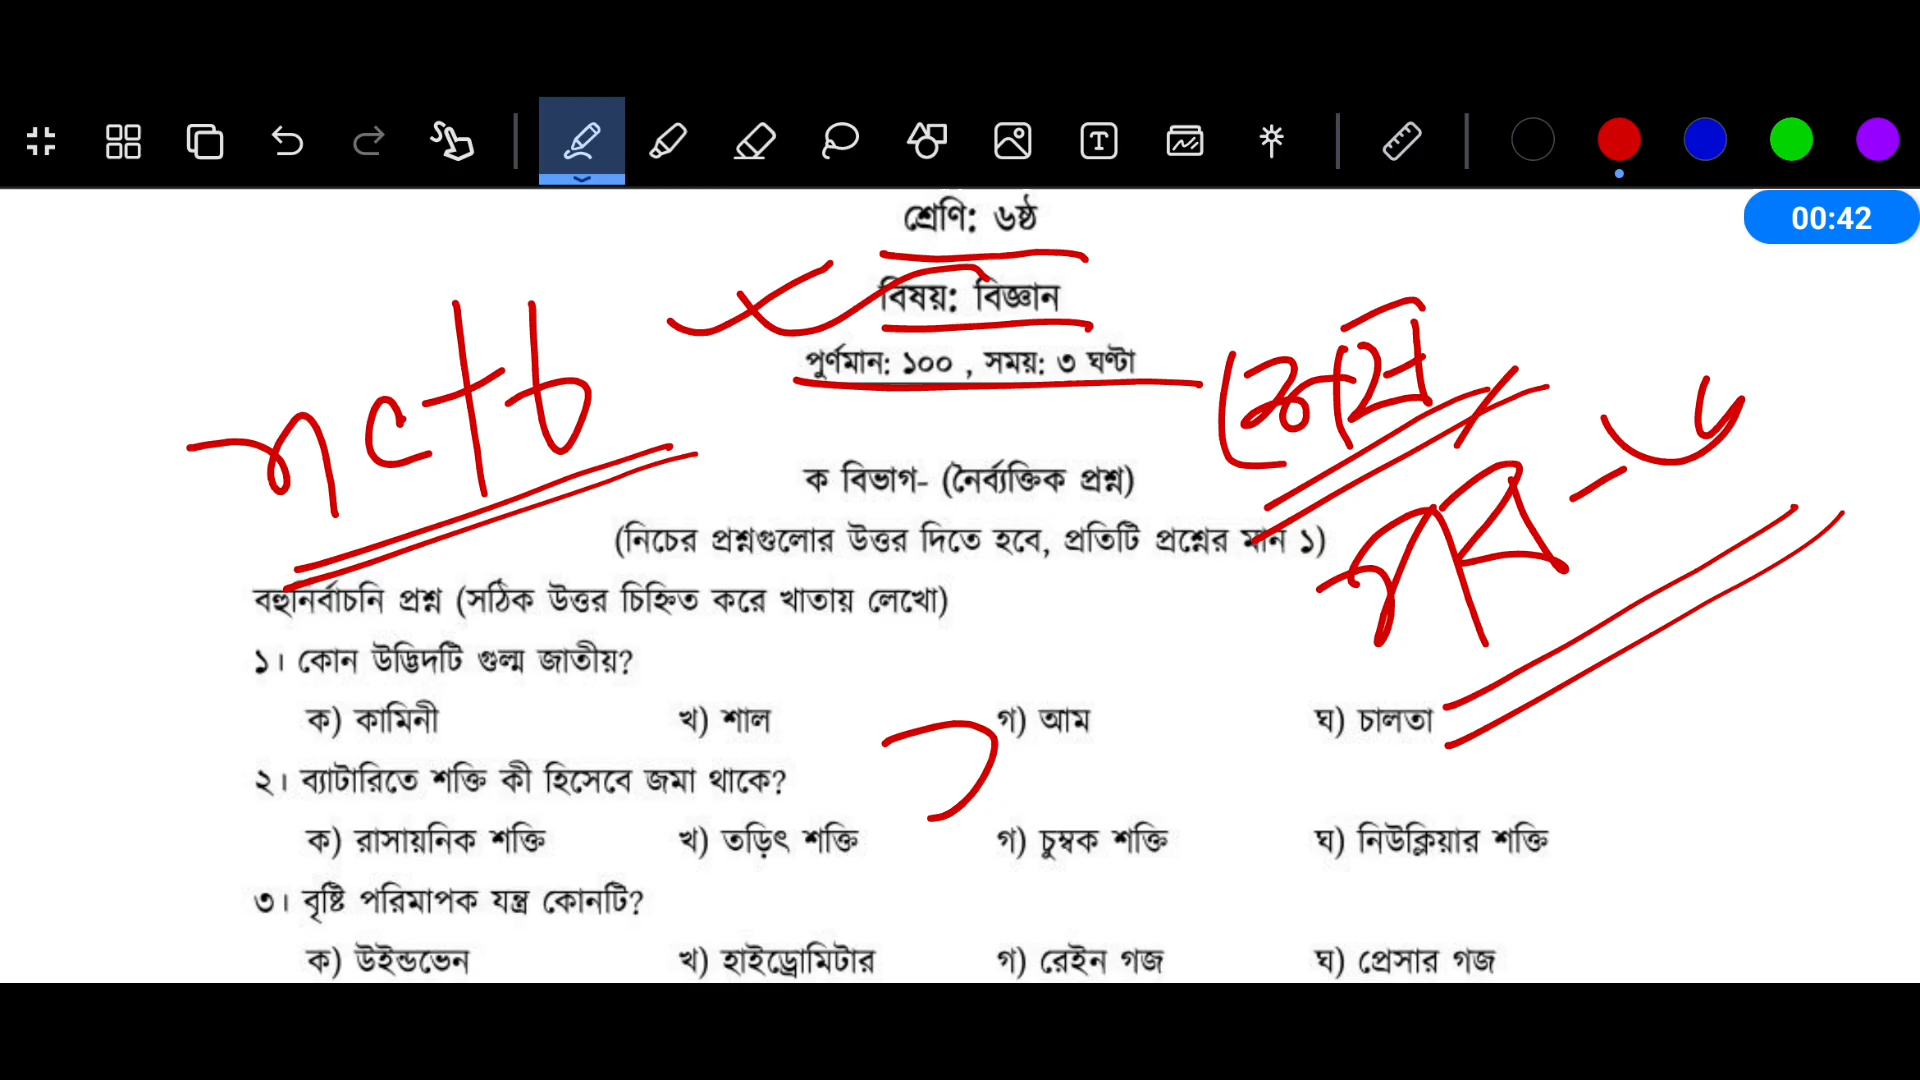 00:42
শ্রেণি: ৬ষ্ঠ
বিষয়: বিজ্ঞান
পুর্ণমান: ১০০ , সময়: ৩ ঘণ্টা
nctb
ক বিভাগ- (নৈর্ব্যক্তিক প্রশ্ন)
(নিচের প্রশ্নগুলোর উত্তর দিতে হবে, প্রতিটি প্রশ্নের মান ১)
বহুনির্বাচনি প্রশ্ন (সঠিক উত্তর চিহ্নিত করে খাতায় লেখো)
১। কোন উদ্ভিদটি গুল্ম জাতীয়?
ক) কামিনী খ) শাল গ) আম ঘ) চালতা
২। ব্যাটারিতে শক্তি কী হিসেবে জমা থাকে?
ক) রাসায়নিক শক্তি খ) তড়িৎ শক্তি গ) চুম্বক শক্তি ঘ) নিউক্লিয়ার শক্তি
৩। বৃষ্টি পরিমাপক যন্ত্র কোনটি?
ক) উইন্ডভেন খ) হাইড্রোমিটার গ) রেইন গজ ঘ) প্রেসার গজ